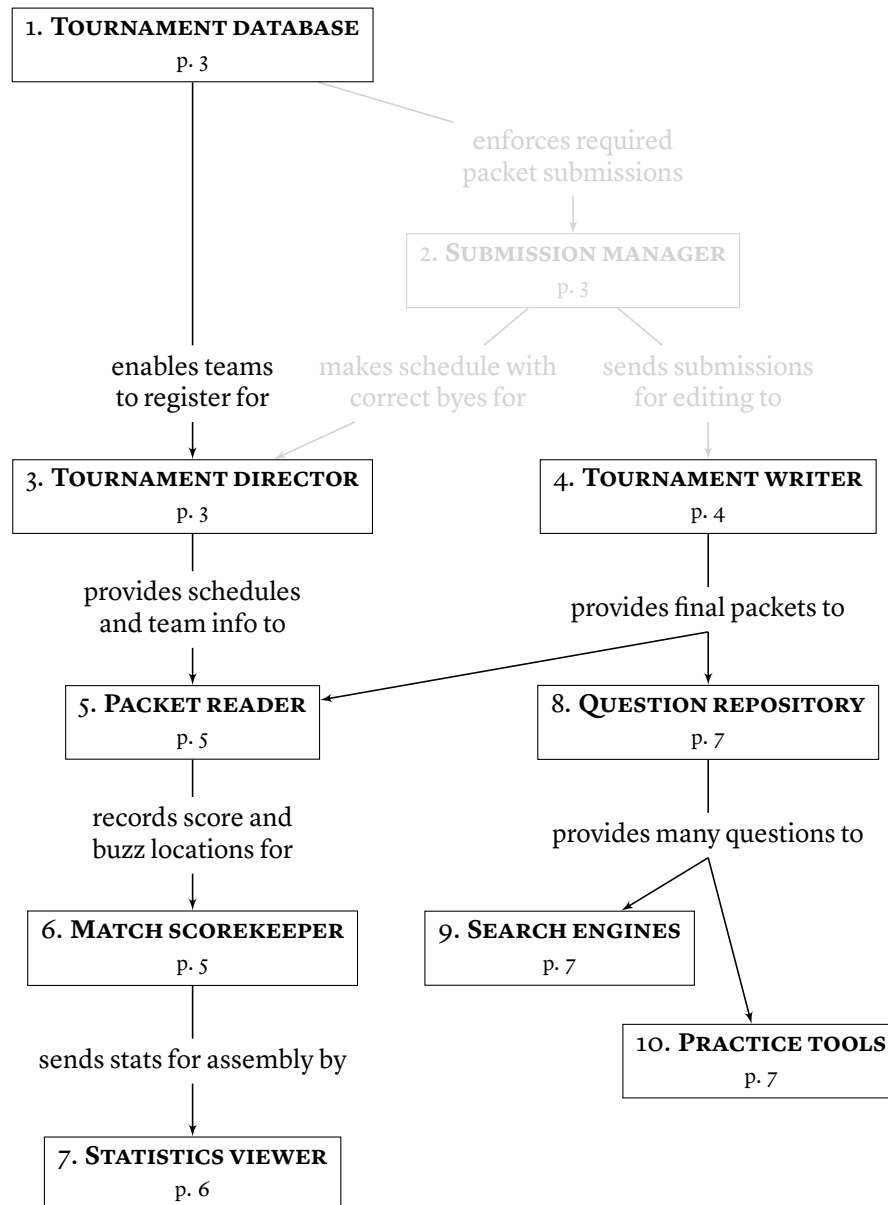 1. TOURNAMENT DATABASE
p. 3
enforces required
packet submissions
2. SUBMISSION MANAGER
p. 3
enables teams
to register for
makes schedule with
correct byes for
sends submissions
for editing to
3. TOURNAMENT DIRECTOR
p. 3
4. TOURNAMENT WRITER
p. 4
provides schedules
and team info to
provides final packets to
5. PACKET READER
p. 5
8. QUESTION REPOSITORY
p. 7
records score and
buzz locations for
provides many questions to
6. MATCH SCOREKEEPER
p. 5
9. SEARCH ENGINES
p. 7
sends stats for assembly by
10. PRACTICE TOOLS
p. 7
7. STATISTICS VIEWER
p. 6